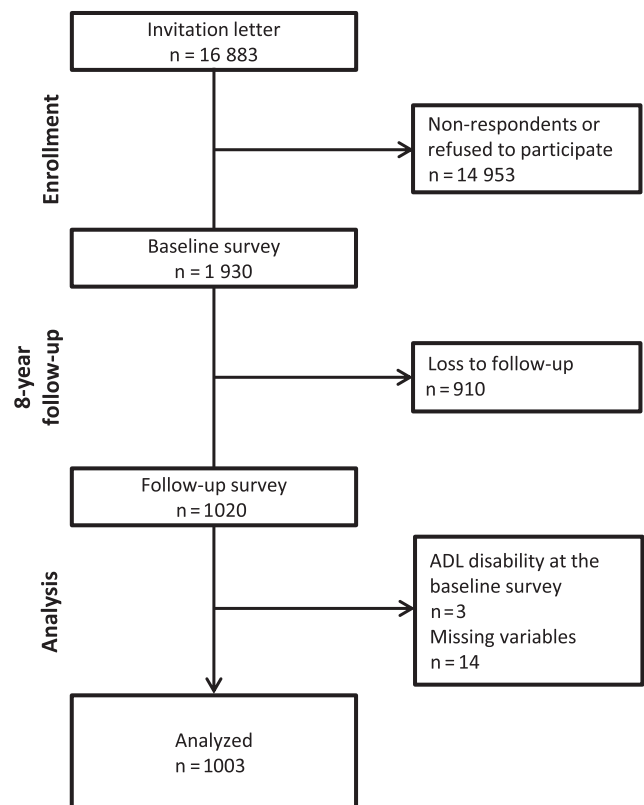 Invitation letter
n = 16 883
Enrollment
Non-respondents or
refused to participate
n = 14 953
Baseline survey
n = 1 930
8-year
follow-up
Loss to follow-up
n = 910
Follow-up survey
n = 1020
Analysis
ADL disability at the
baseline survey
n = 3
Missing variables
n = 14
Analyzed
n = 1003